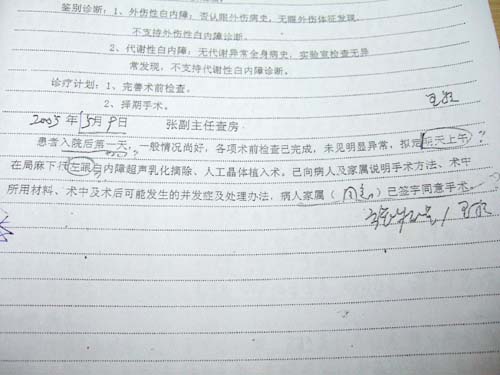 鉴别诊断：1、外伤性白内障：否认眼外伤病史，无眼外伤体征发现，
不支持外伤性白内障诊断。
2、代谢性白内障：无代谢异常全身病史，实验室检查无异
常发现，不支持代谢性白内障诊断。
诊疗计划：1、完善术前检查。
2、择期手术。
2005年5月9日 张副主任查房
患者入院后第一天，一般情况尚好，各项术前检查已完成，未见明显异常，拟定明天上午
在局麻下行左眼白内障超声乳化摘除、人工晶体植入术。已向病人及家属说明手术方法、术中
所用材料、术中及术后可能发生的并发症及处理办法，病人家属（）已签字同意手术。